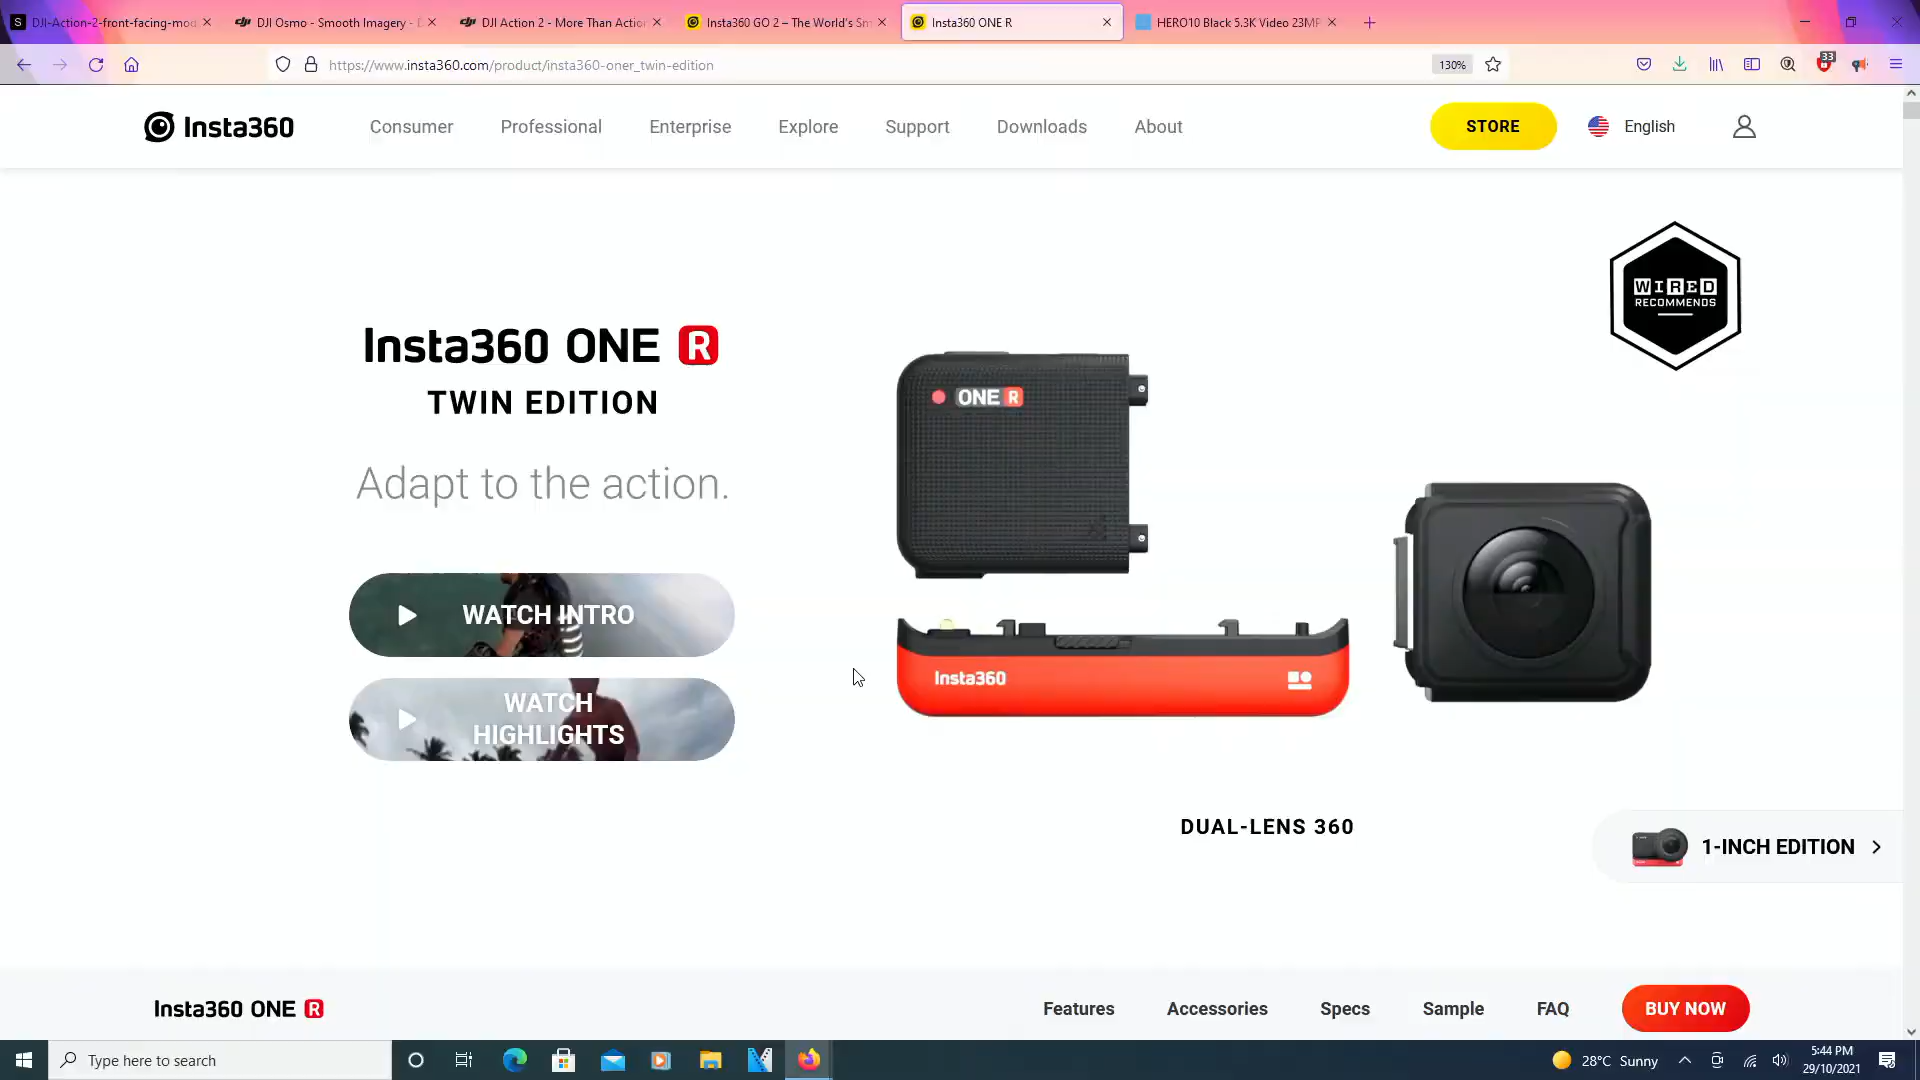 DJI-Action-2-front-facing-mod
DJI Osmo - Smooth Imagery - D
DJI Action 2 - More Than Actio
Insta360 GO 2 – The World's Sm
Insta360 ONE R
HERO10 Black 5.3K Video 23MP
https://www.insta360.com/product/insta360-oner_twin-edition
130%
33
Insta360
Consumer
Professional
Enterprise
Explore
Support
Downloads
About
STORE
English
WIRED
RECOMMENDS
Insta360 ONE R
TWIN EDITION
Adapt to the action.
WATCH INTRO
WATCH
HIGHLIGHTS
ONE R
Insta360
DUAL-LENS 360
1-INCH EDITION
Insta360 ONE R
Features
Accessories
Specs
Sample
FAQ
BUY NOW
Type here to search
28°C Sunny
5:44 PM
29/10/2021